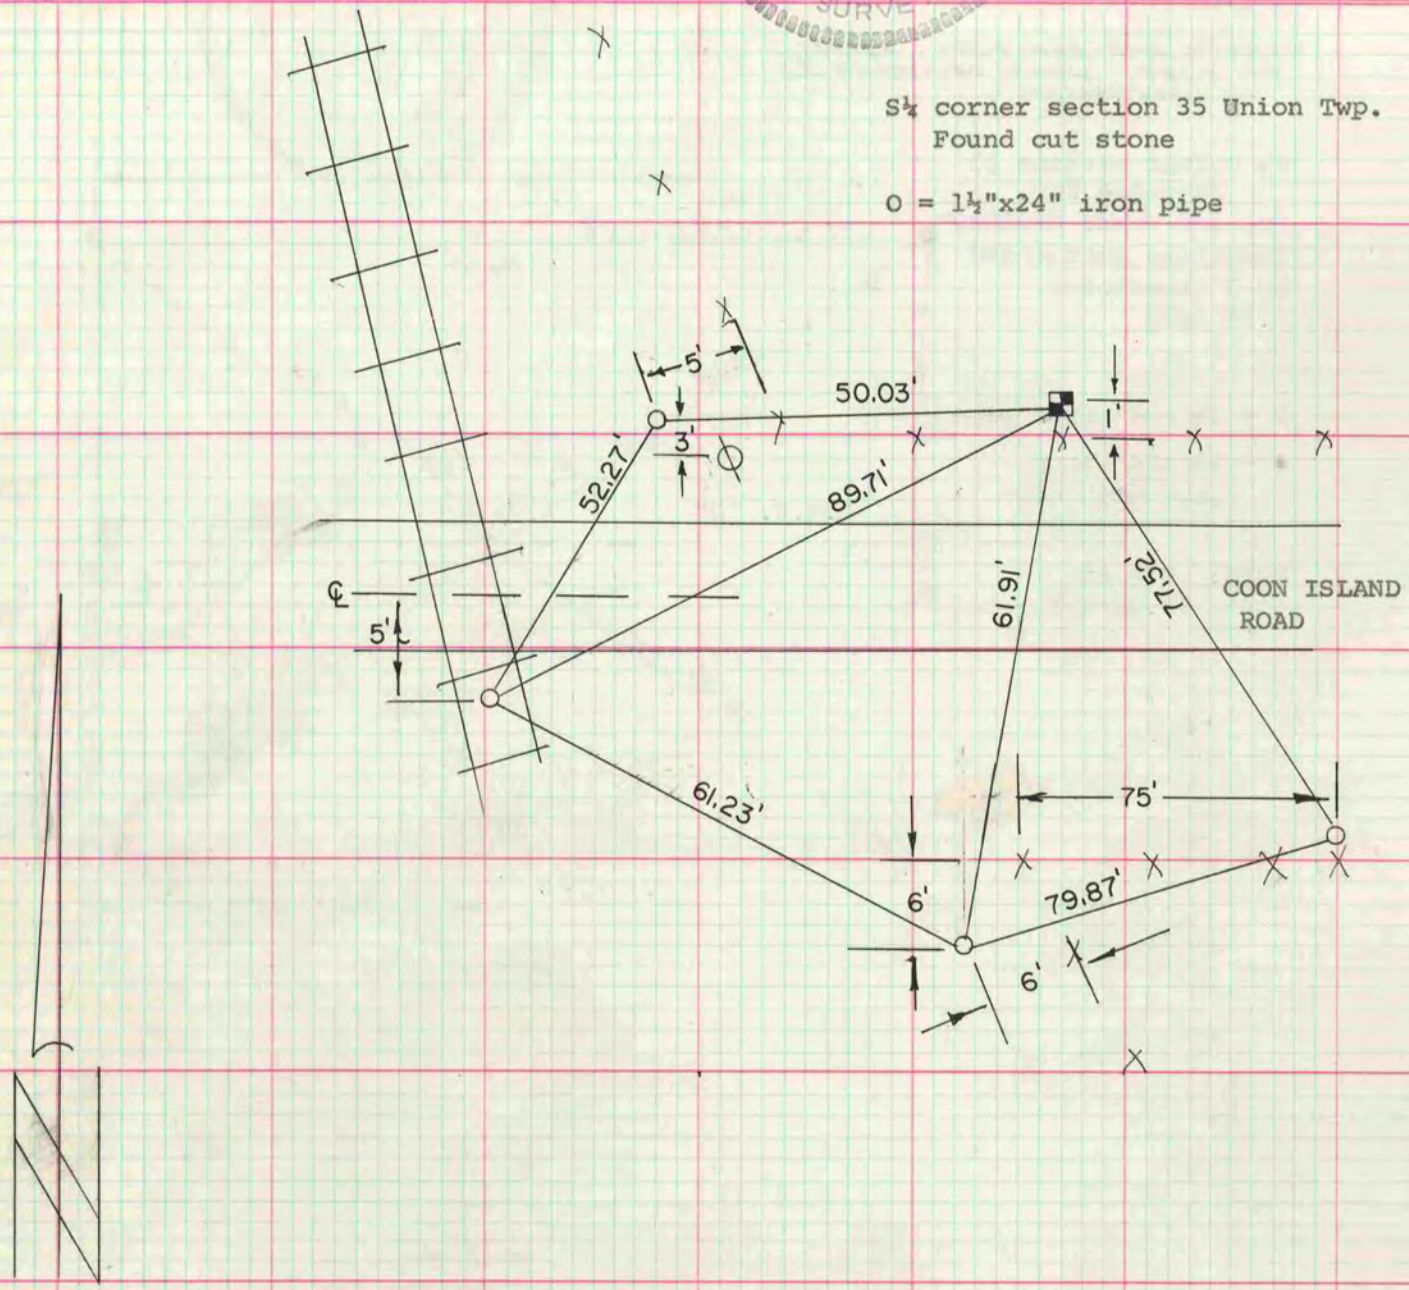 SURVE
S¼ corner section 35 Union Twp.
Found cut stone
O = 1½"x24" iron pipe
5'
50.03'
1'
3'
52.27'
89.71'
61.91'
77.52'
COON ISLAND
ROAD
℄
5'
61.23'
75'
6'
79.87'
6'
N